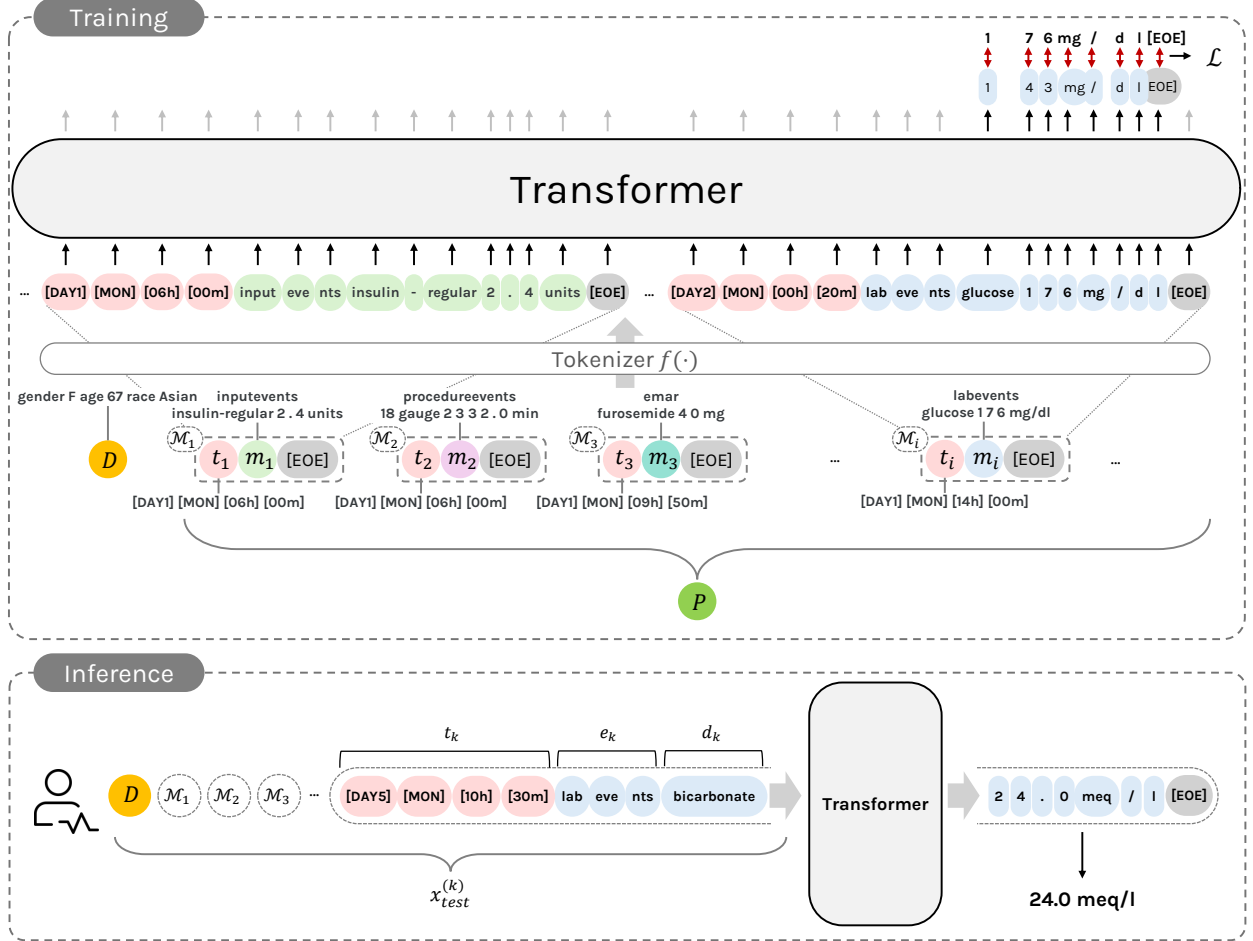 Training
1 7 6 mg / d l [EOE]
ℒ
1 4 3 mg / d l EOE]
Transformer
... [DAY1] [MON] [06h] [00m] input eve nts insulin - regular 2 . 4 units [EOE] ... [DAY2] [MON] [00h] [20m] lab eve nts glucose 1 7 6 mg / d l [EOE]
Tokenizer f(·)
gender F age 67 race Asian
inputevents
insulin-regular 2 . 4 units
procedureevents
18 gauge 2 3 3 2 . 0 min
emar
furosemide 4 0 mg
labevents
glucose 1 7 6 mg/dl
D ℳ1 t1 m1 [EOE] ℳ2 t2 m2 [EOE] ℳ3 t3 m3 [EOE] ... ℳi ti mi [EOE] ...
[DAY1] [MON] [06h] [00m] [DAY1] [MON] [06h] [00m] [DAY1] [MON] [09h] [50m] [DAY1] [MON] [14h] [00m]
P
Inference
tk ek dk
D ℳ1 ℳ2 ℳ3 ... [DAY5] [MON] [10h] [30m] lab eve nts bicarbonate
Transformer
2 4 . 0 meq / l [EOE]
x_test^(k)
24.0 meq/l